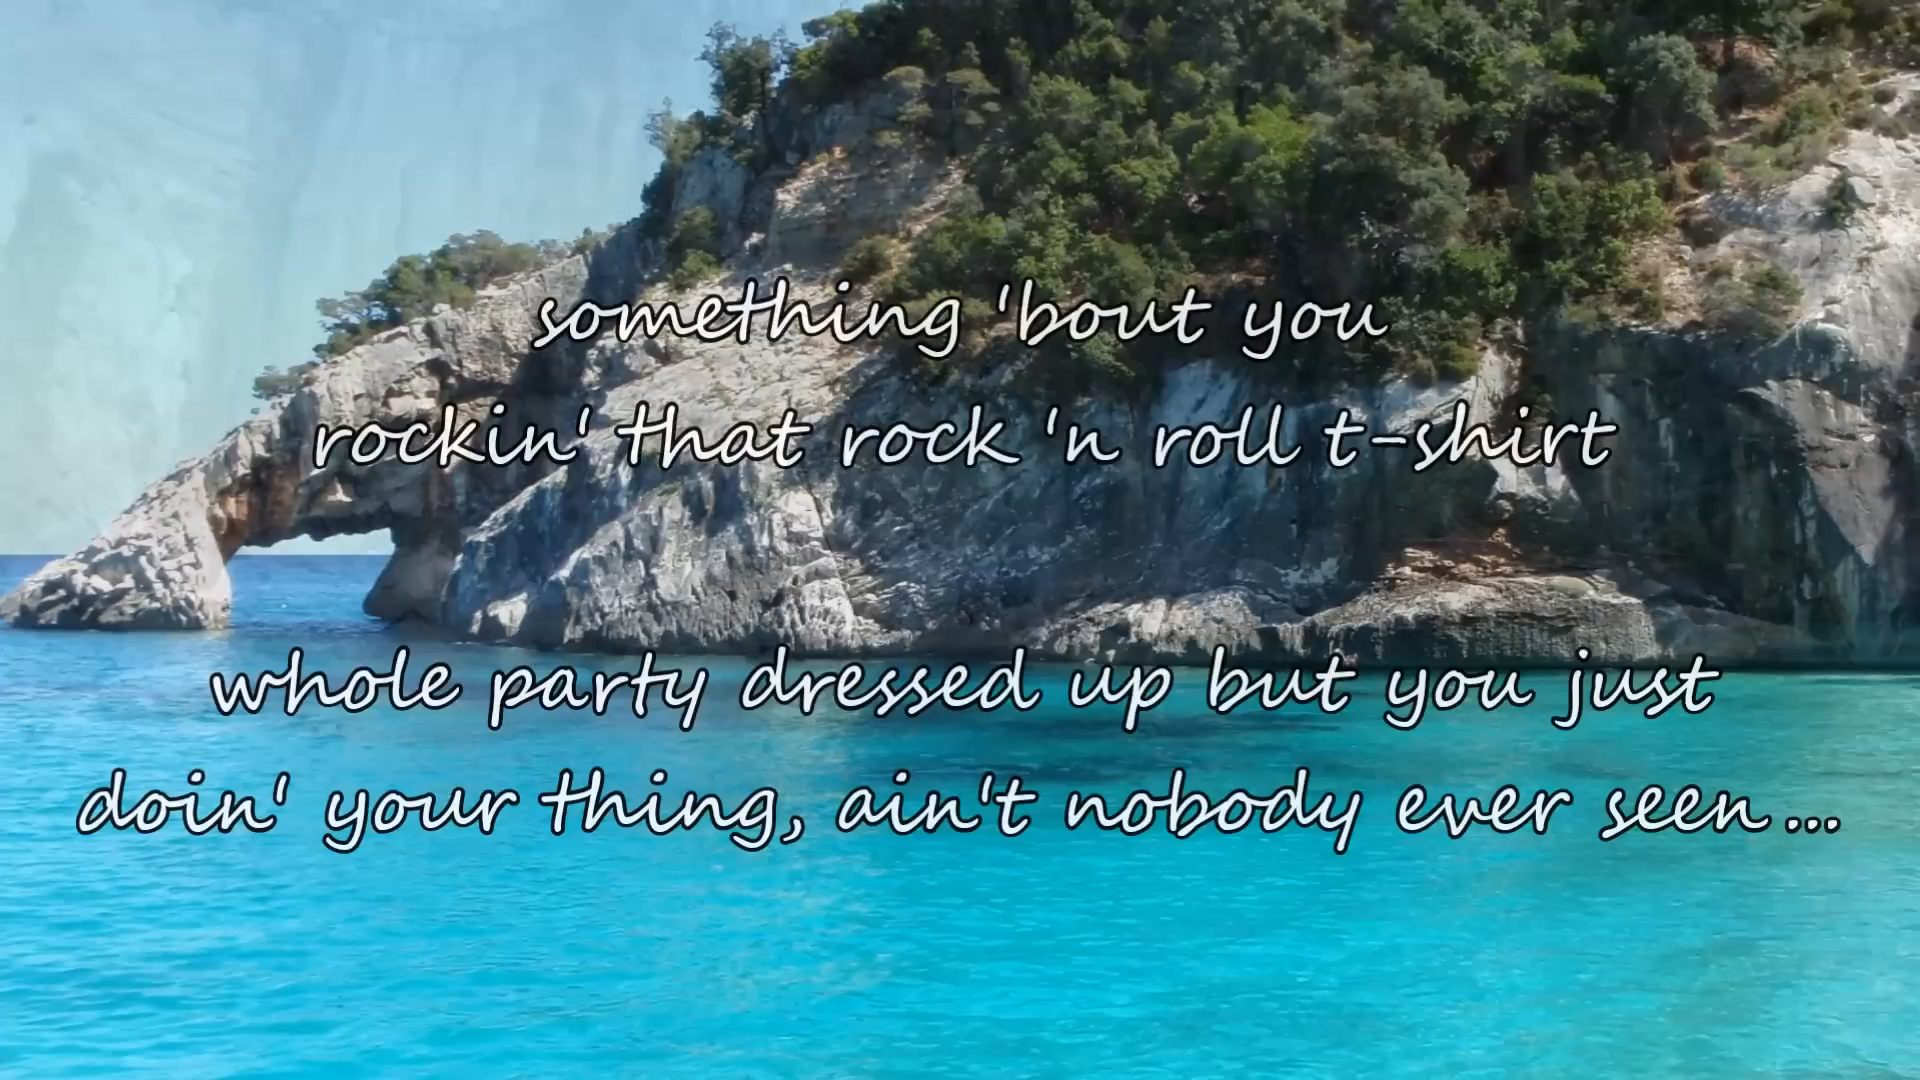 something 'bout you
rockin' that rock 'n roll t-shirt
whole party dressed up but you just
doin' your thing, ain't nobody ever seen...